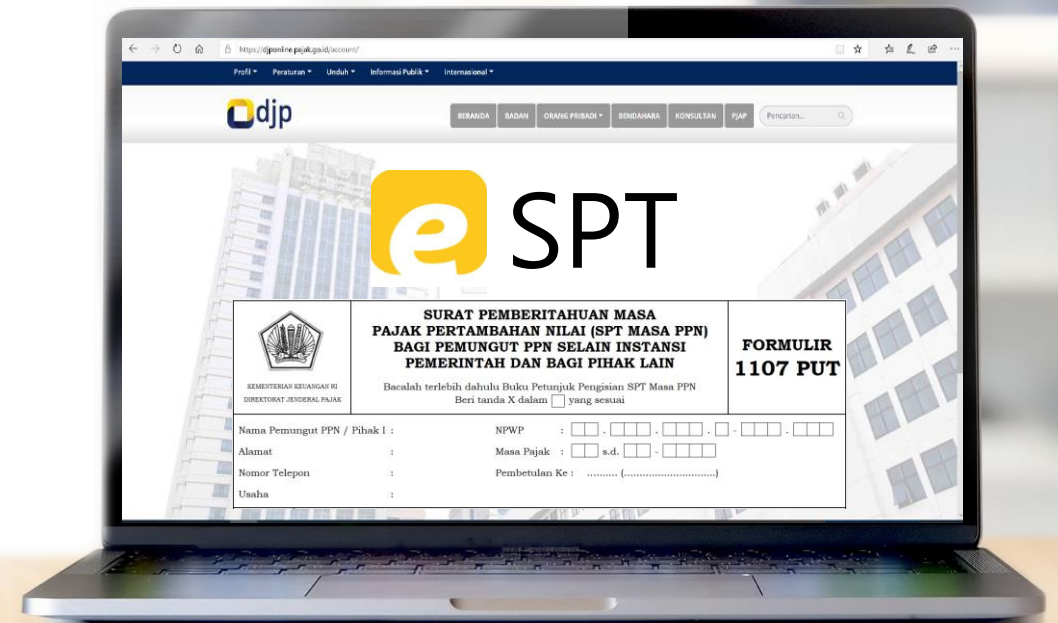 https://djponline.pajak.go.id/account/
Profil Peraturan Unduh Informasi Publik Internasional
djp
BERANDA BADAN ORANG PRIBADI BENDAHARA KONSULTAN PJAP Pencarian...
e SPT
SURAT PEMBERITAHUAN MASA
PAJAK PERTAMBAHAN NILAI (SPT MASA PPN)
BAGI PEMUNGUT PPN SELAIN INSTANSI
PEMERINTAH DAN BAGI PIHAK LAIN
KEMENTERIAN KEUANGAN RI
DIREKTORAT JENDERAL PAJAK
Bacalah terlebih dahulu Buku Petunjuk Pengisian SPT Masa PPN
Beri tanda X dalam □ yang sesuai
FORMULIR
1107 PUT
Nama Pemungut PPN / Pihak I : NPWP : □□ . □□□ . □□□ . □ - □□□ . □□□
Alamat : Masa Pajak : □□ s.d. □□ - □□□□
Nomor Telepon : Pembetulan Ke : .......... (..............................)
Usaha :